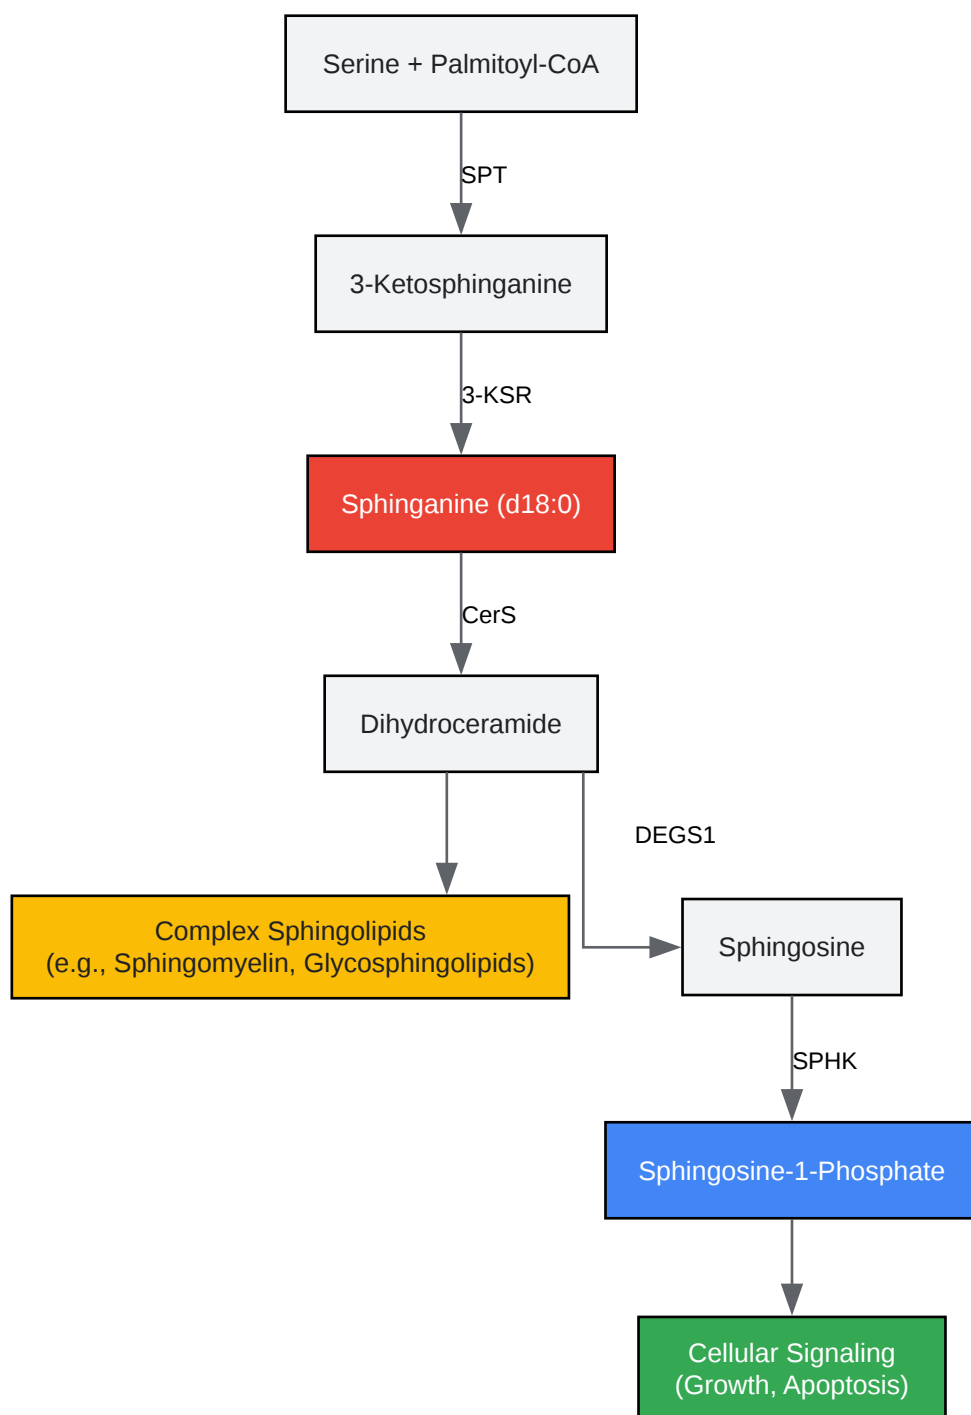 Serine + Palmitoyl-CoA
SPT
3-Ketosphinganine
3-KSR
Sphinganine (d18:0)
CerS
Dihydroceramide
DEGS1
Complex Sphingolipids
(e.g., Sphingomyelin, Glycosphingolipids)
Sphingosine
SPHK
Sphingosine-1-Phosphate
Cellular Signaling
(Growth, Apoptosis)